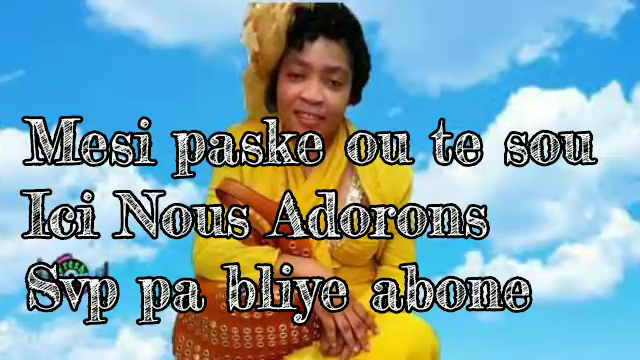 Mesi paske ou te sou
Ici Nous Adorons
Svp pa bliye abone